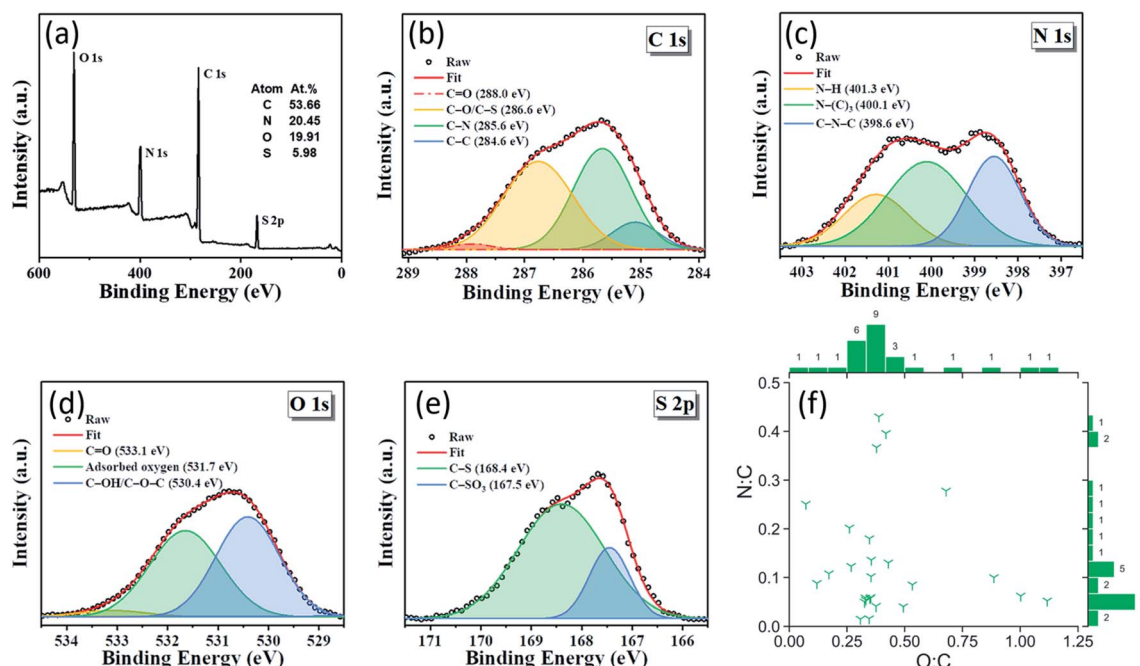 (a)
O 1s
N 1s
C 1s
S 2p
Atom At.%
C 53.66
N 20.45
O 19.91
S 5.98
Intensity (a.u.)
600 400 200 0
Binding Energy (eV)
(b)
C 1s
Raw
Fit
C=O (288.0 eV)
C–O/C–S (286.6 eV)
C–N (285.6 eV)
C–C (284.6 eV)
Intensity (a.u.)
289 288 287 286 285 284
Binding Energy (eV)
(c)
N 1s
Raw
Fit
N–H (401.3 eV)
N–(C)₃ (400.1 eV)
C–N–C (398.6 eV)
Intensity (a.u.)
403 402 401 400 399 398 397
Binding Energy (eV)
(d)
O 1s
Raw
Fit
C=O (533.1 eV)
Adsorbed oxygen (531.7 eV)
C–OH/C–O–C (530.4 eV)
Intensity (a.u.)
534 533 532 531 530 529
Binding Energy (eV)
(e)
S 2p
Raw
Fit
C–S (168.4 eV)
C–SO₃ (167.5 eV)
Intensity (a.u.)
171 170 169 168 167 166
Binding Energy (eV)
1 1 1 6 9 3 1 1 1 1 1
(f)
N:C
0.5
0.4
0.3
0.2
0.1
0.0
0.00 0.25 0.50 0.75 1.00 1.25
O:C
1
2
1
1
1
1
5
2
2